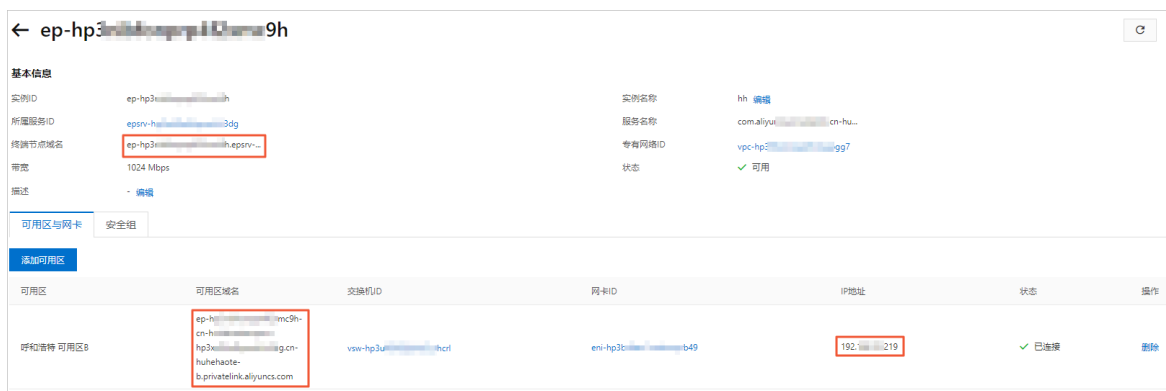 ← ep-hp3 9h
基本信息
实例ID ep-hp3 h 实例名称 hh 编辑
所属服务ID epsrv-h 3dg 服务名称 com.aliyu cn-hu...
终端节点域名 ep-hp3 h.epsrv-... 专有网络ID vpc-hp3 gg7
带宽 1024 Mbps 状态 ✓ 可用
描述 - 编辑
可用区与网卡 安全组
添加可用区
可用区 可用区域名 交换机ID 网卡ID IP地址 状态 操作
ep-h mc9h-
cn-h
hp3x g.cn-
呼和浩特 可用区B vsw-hp3u hcrl eni-hp3b b49 192. 219 ✓ 已连接 删除
huhehaote-
b.privatelink.aliyuncs.com